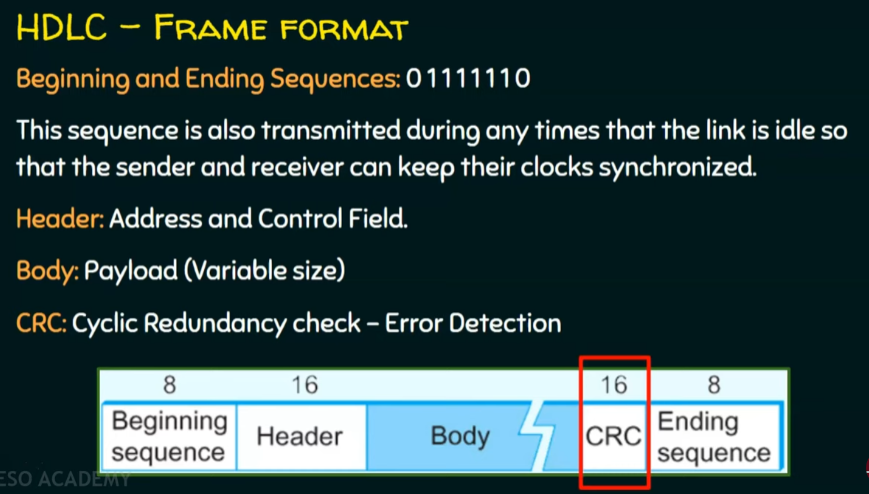 HDLC – FRAME FORMAT
Beginning and Ending Sequences: 01111110
This sequence is also transmitted during any times that the link is idle so
that the sender and receiver can keep their clocks synchronized.
Header: Address and Control Field.
Body: Payload (Variable size)
CRC: Cyclic Redundancy check – Error Detection
8 16 16 8
Beginning sequence Header Body CRC Ending sequence
ESO ACADEMY